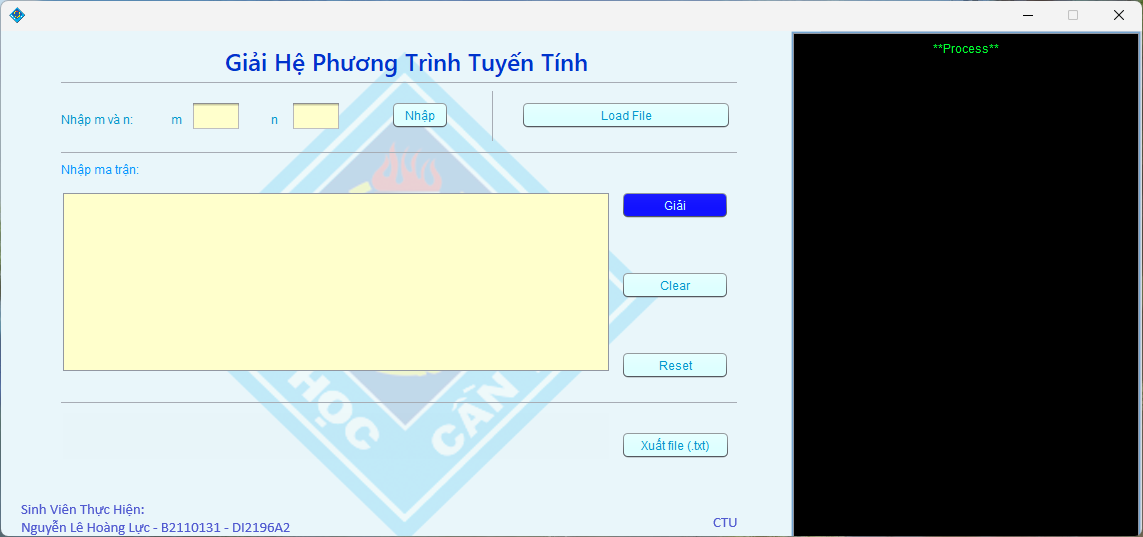 Giải Hệ Phương Trình Tuyến Tính
**Process**
Nhập m và n: m n Nhập Load File
Nhập ma trận:
Giải
Clear
Reset
HỌC CẦN
Xuất file (.txt)
Sinh Viên Thực Hiện:
Nguyễn Lê Hoàng Lực - B2110131 - DI2196A2
CTU